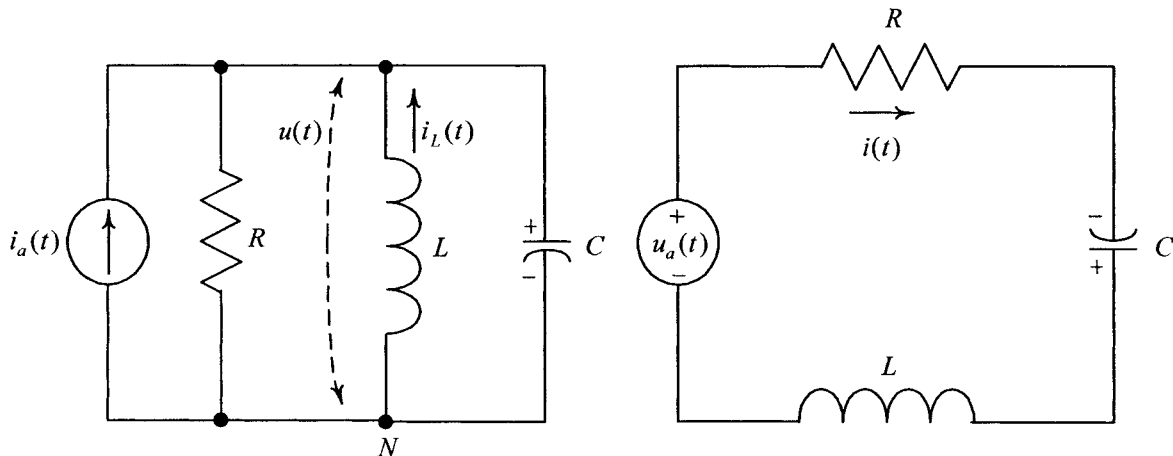 R
u(t)
i_L(t)
i(t)
i_a(t)
R
L
+
−
C
+
u_a(t)
−
−
+
C
L
N